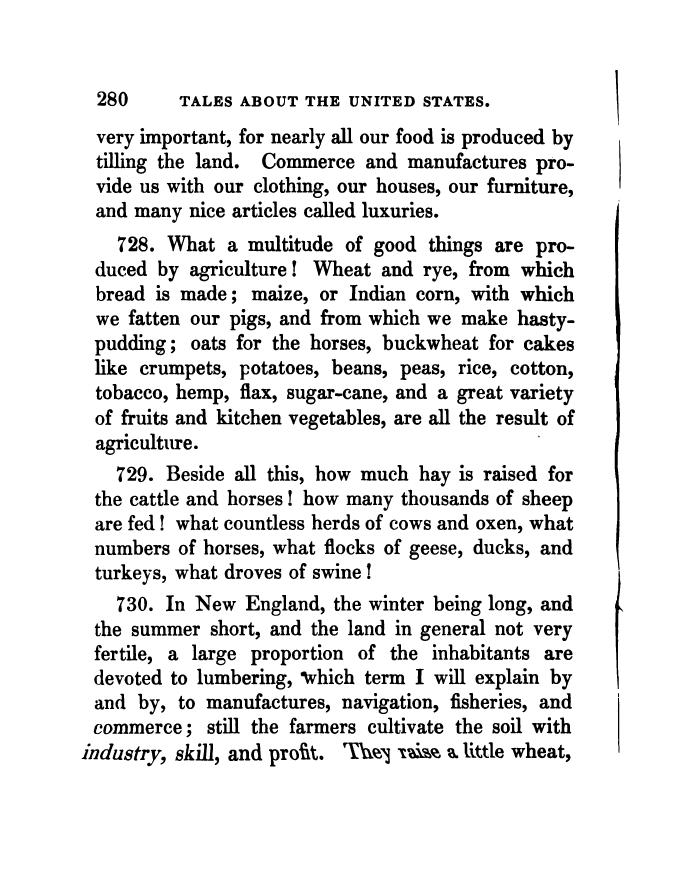 280 TALES ABOUT THE UNITED STATES.
very important, for nearly all our food is produced by
tilling the land. Commerce and manufactures pro-
vide us with our clothing, our houses, our furniture,
and many nice articles called luxuries.
728. What a multitude of good things are pro-
duced by agriculture! Wheat and rye, from which
bread is made; maize, or Indian corn, with which
we fatten our pigs, and from which we make hasty-
pudding; oats for the horses, buckwheat for cakes
like crumpets, potatoes, beans, peas, rice, cotton,
tobacco, hemp, flax, sugar-cane, and a great variety
of fruits and kitchen vegetables, are all the result of
agriculture.
729. Beside all this, how much hay is raised for
the cattle and horses! how many thousands of sheep
are fed! what countless herds of cows and oxen, what
numbers of horses, what flocks of geese, ducks, and
turkeys, what droves of swine!
730. In New England, the winter being long, and
the summer short, and the land in general not very
fertile, a large proportion of the inhabitants are
devoted to lumbering, which term I will explain by
and by, to manufactures, navigation, fisheries, and
commerce; still the farmers cultivate the soil with
industry, skill, and profit. They raise a little wheat,